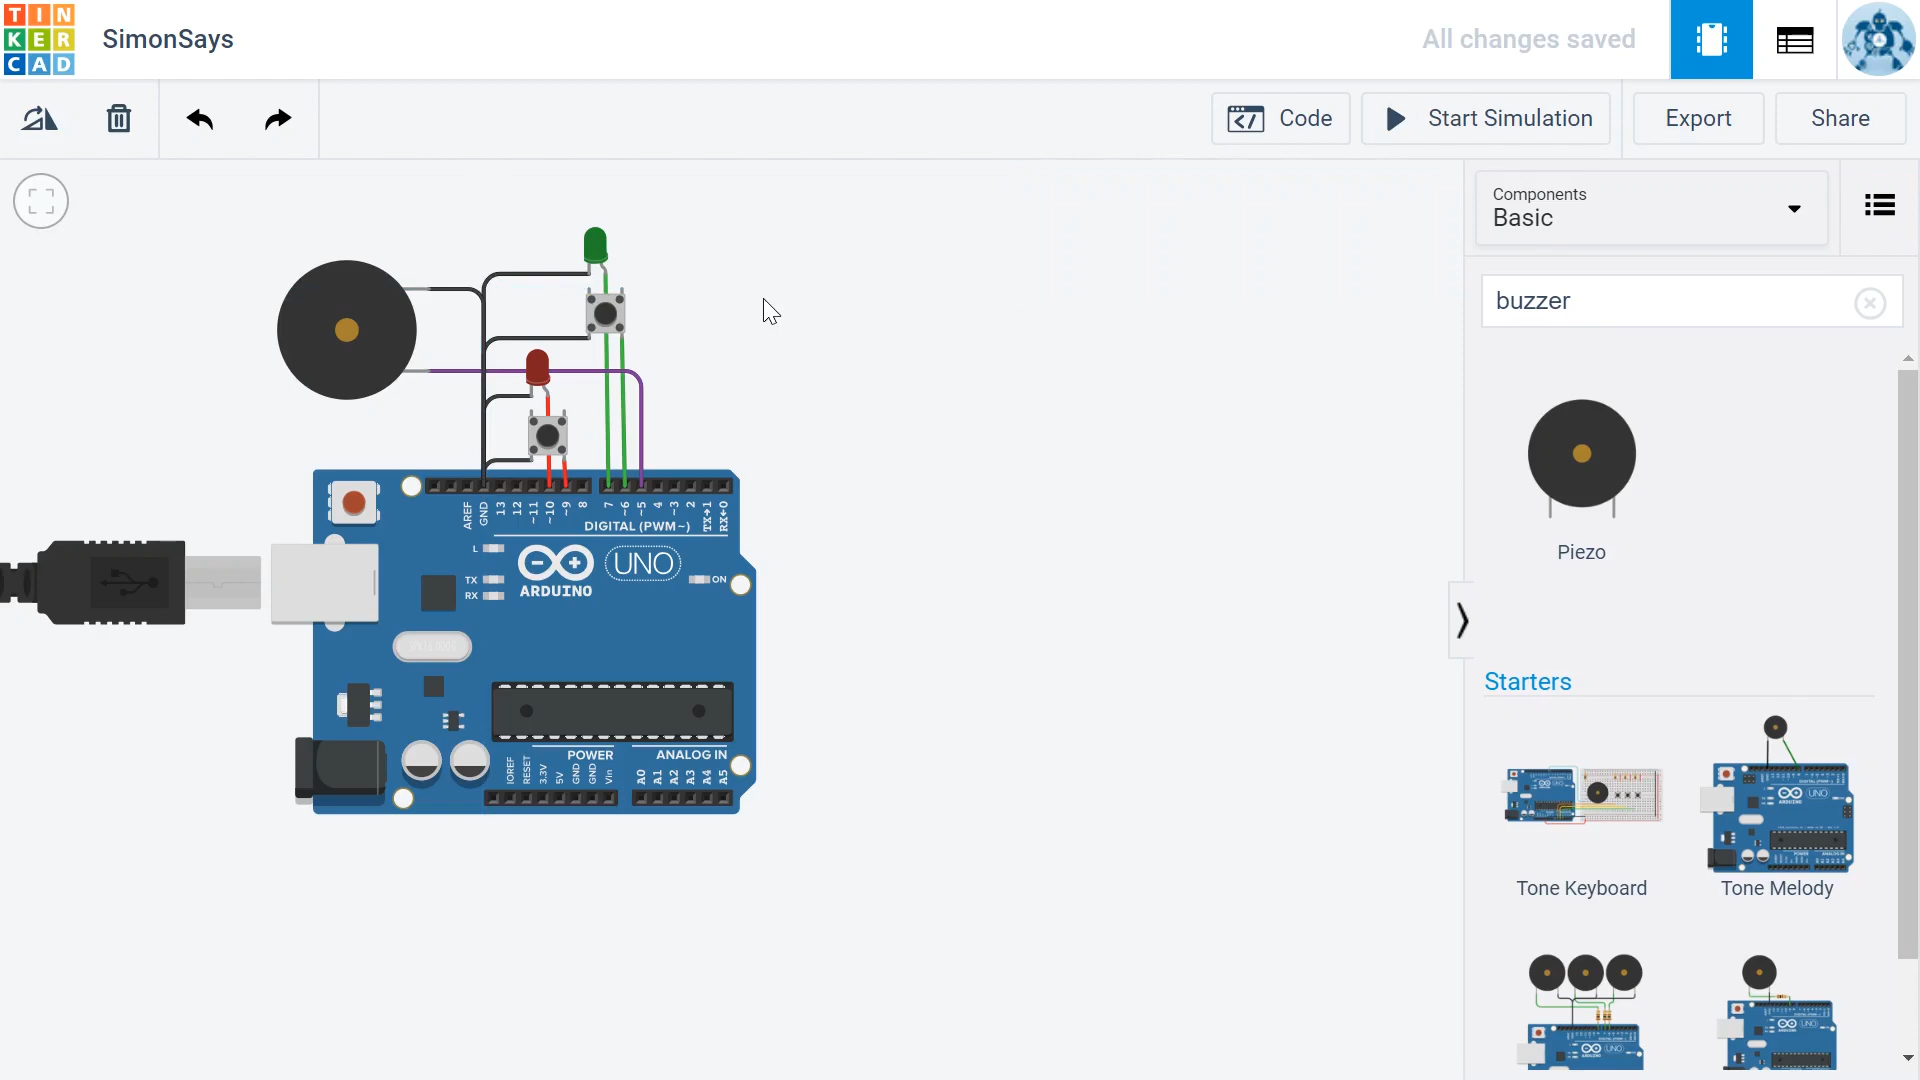 TIN
KER
CAD
SimonSays
All changes saved
Code
Start Simulation
Export
Share
Components
Basic
buzzer
Piezo
Starters
Tone Keyboard
Tone Melody
AREF
GND
13
12
~11
~10
~9
8
7
~6
~5
4
~3
2
TX→1
RX←0
DIGITAL (PWM~)
L
TX
RX
ARDUINO
UNO
ON
POWER
ANALOG IN
IOREF
RESET
3.3V
5V
GND
GND
Vin
A0
A1
A2
A3
A4
A5